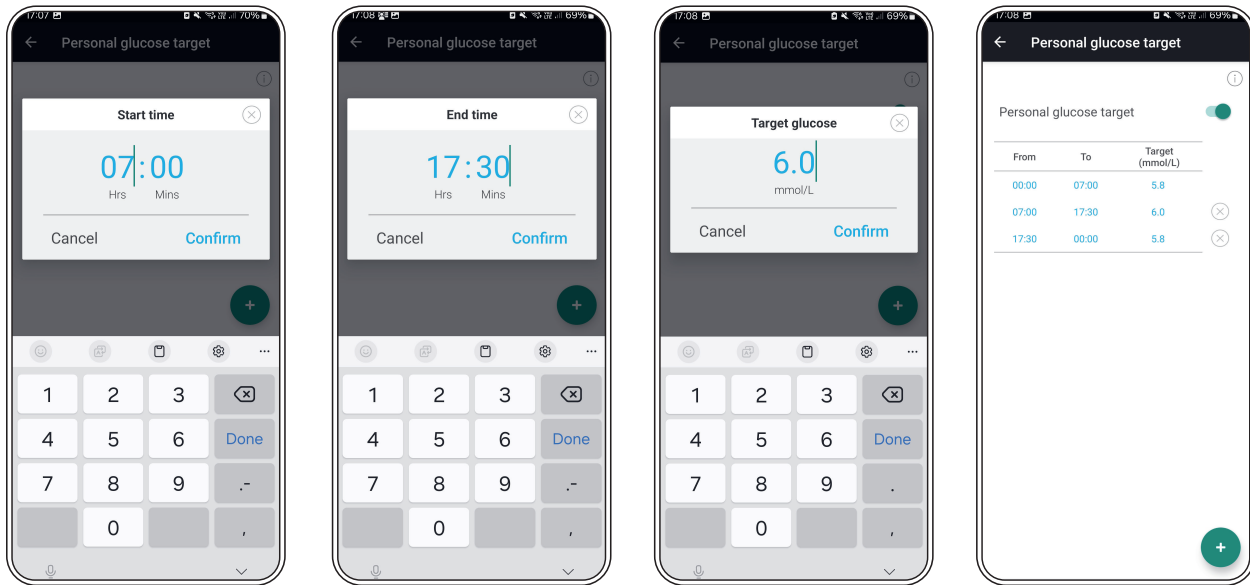 17:07
70%
Personal glucose target
Start time
07:00
Hrs Mins
Cancel Confirm
+
1 2 3
4 5 6 Done
7 8 9 .-
0 ,
17:08
69%
Personal glucose target
End time
17:30
Hrs Mins
Cancel Confirm
+
1 2 3
4 5 6 Done
7 8 9 .-
0 ,
17:08
69%
Personal glucose target
Target glucose
6.0
mmol/L
Cancel Confirm
+
1 2 3
4 5 6 Done
7 8 9 .
0 ,
17:08
69%
Personal glucose target
Personal glucose target
From To Target
(mmol/L)
00:00 07:00 5.8
07:00 17:30 6.0
17:30 00:00 5.8
+